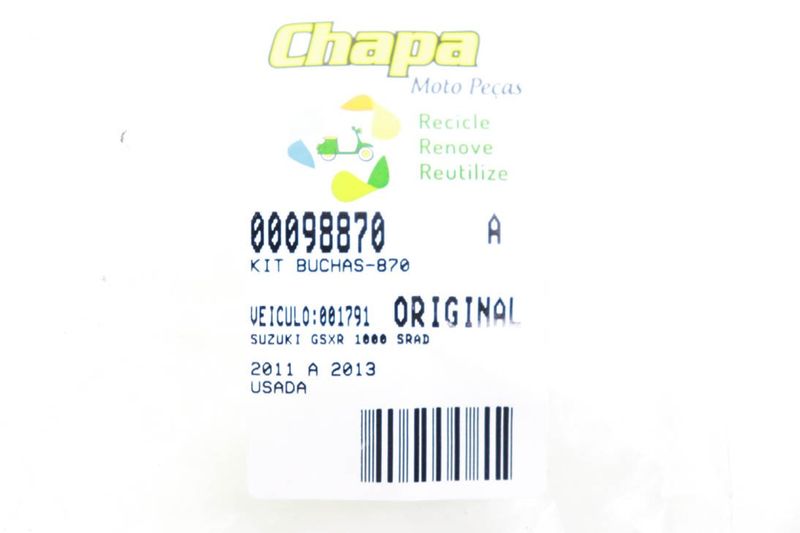 Chapa
Moto Peças
Recicle
Renove
Reutilize
00098870 A
KIT BUCHAS-870
VEICULO:001791 ORIGINAL
SUZUKI GSXR 1000 SRAD
2011 A 2013
USADA